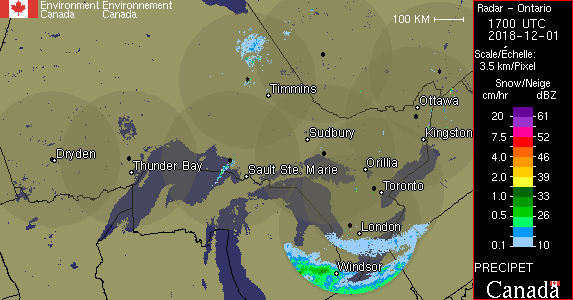 Environment Environnement
Canada Canada
100 KM
Timmins
Ottawa
Sudbury
Kingston
Dryden
Thunder Bay
Sault Ste. Marie
Orillia
Toronto
London
Windsor
Radar - Ontario
1700 UTC
2018-12-01
Scale/Échelle:
3.5 km/Pixel
Snow/Neige
cm/hr dBZ
20 61
7.5 52
4.0 46
2.0 39
1.0 33
0.5 26
0.1 10
PRECIPET
Canada